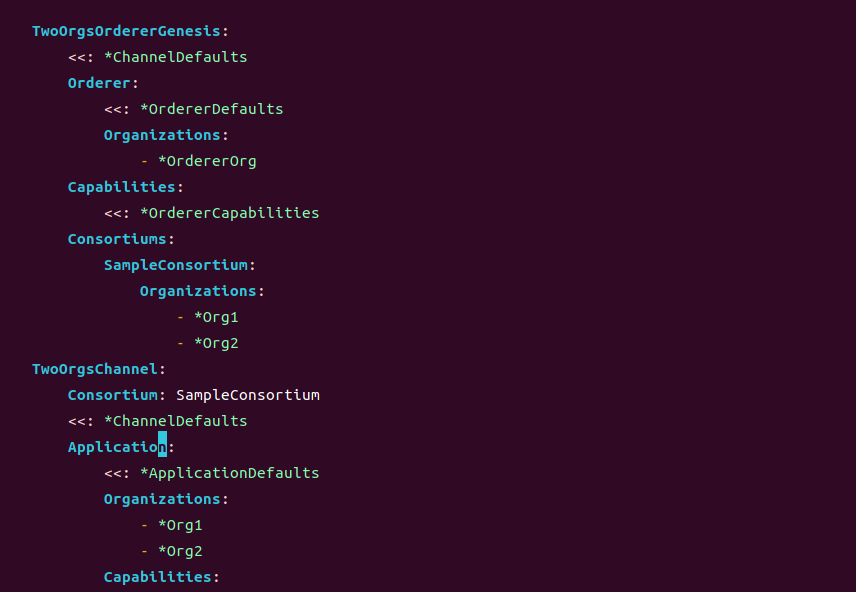 TwoOrgsOrdererGenesis:
    <<: *ChannelDefaults
    Orderer:
        <<: *OrdererDefaults
        Organizations:
            - *OrdererOrg
    Capabilities:
        <<: *OrdererCapabilities
    Consortiums:
        SampleConsortium:
            Organizations:
                - *Org1
                - *Org2
TwoOrgsChannel:
    Consortium: SampleConsortium
    <<: *ChannelDefaults
    Application:
        <<: *ApplicationDefaults
        Organizations:
            - *Org1
            - *Org2
        Capabilities: